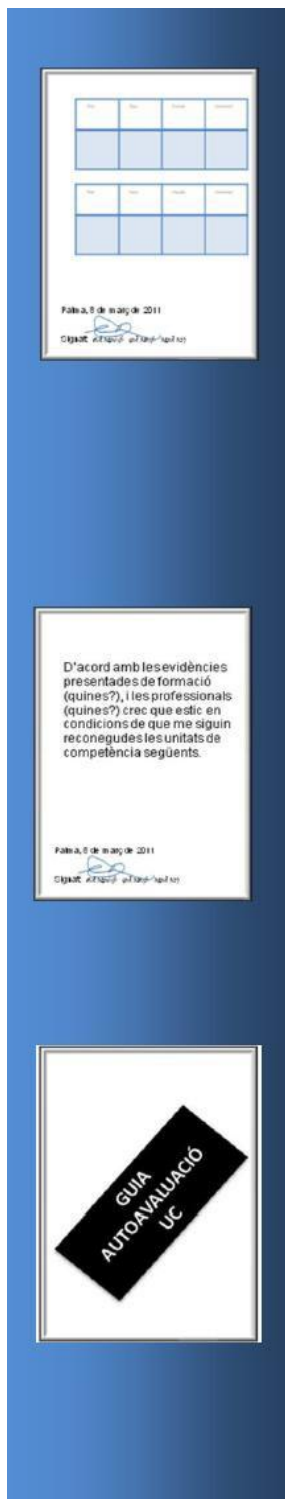 Palma, 8 de març de 2011
Signat:
D'acord amb les evidències
presentades de formació
(quines?), i les professionals
(quines?) crec que estic en
condicions de que me siguin
reconegudes les unitats de
competència següents.
Palma, 8 de març de 2011
Signat:
GUIA
AUTOAVALUACIÓ
UC